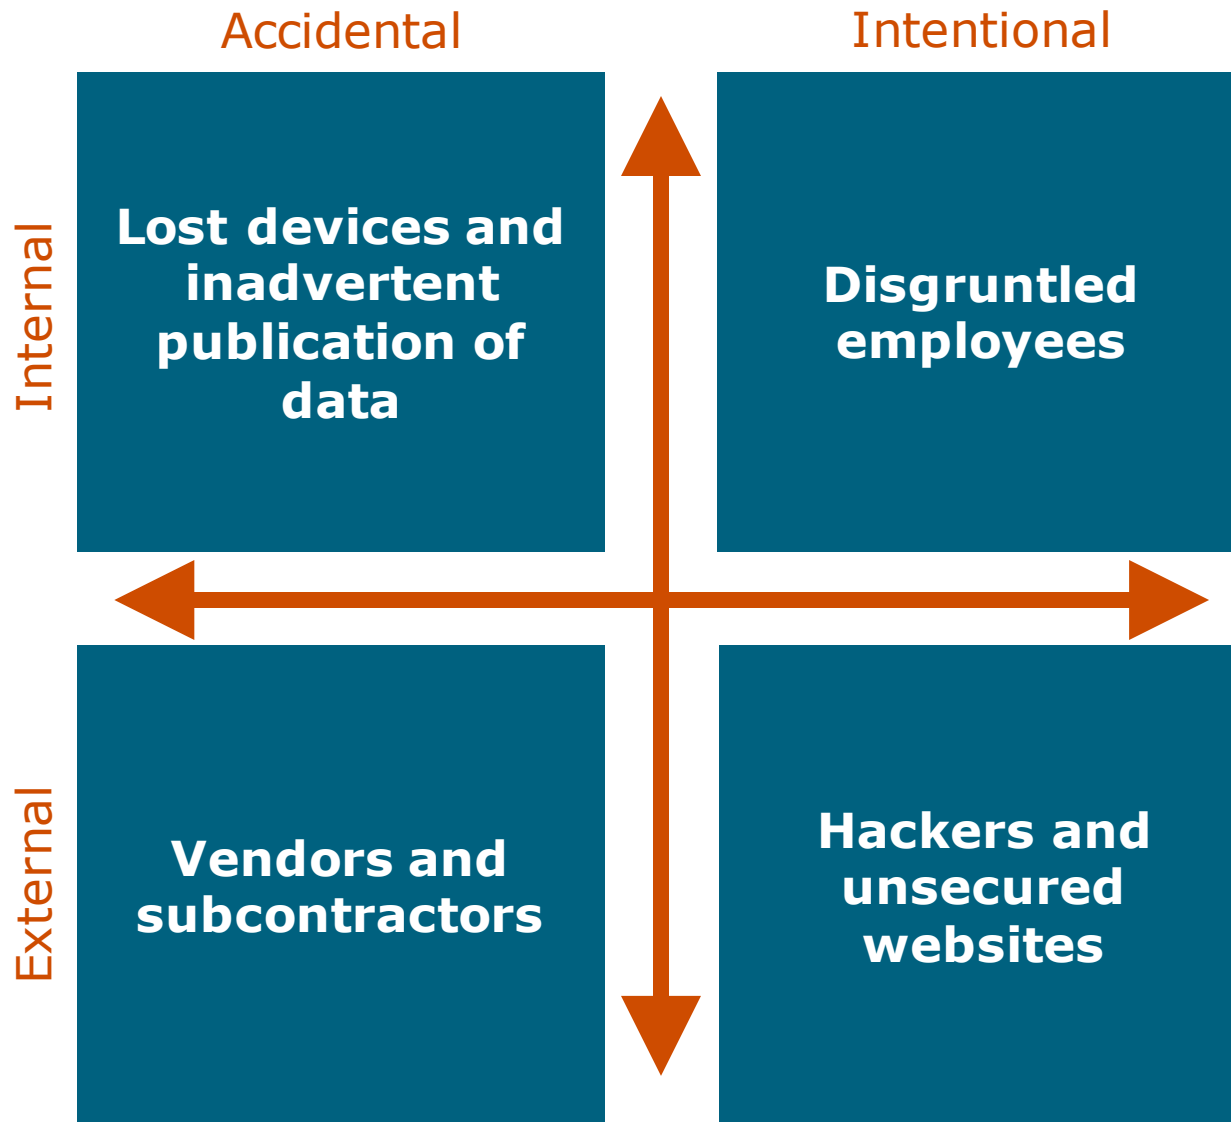 Accidental
Intentional
Internal
Lost devices and
inadvertent
publication of
data
Disgruntled
employees
External
Vendors and
subcontractors
Hackers and
unsecured
websites